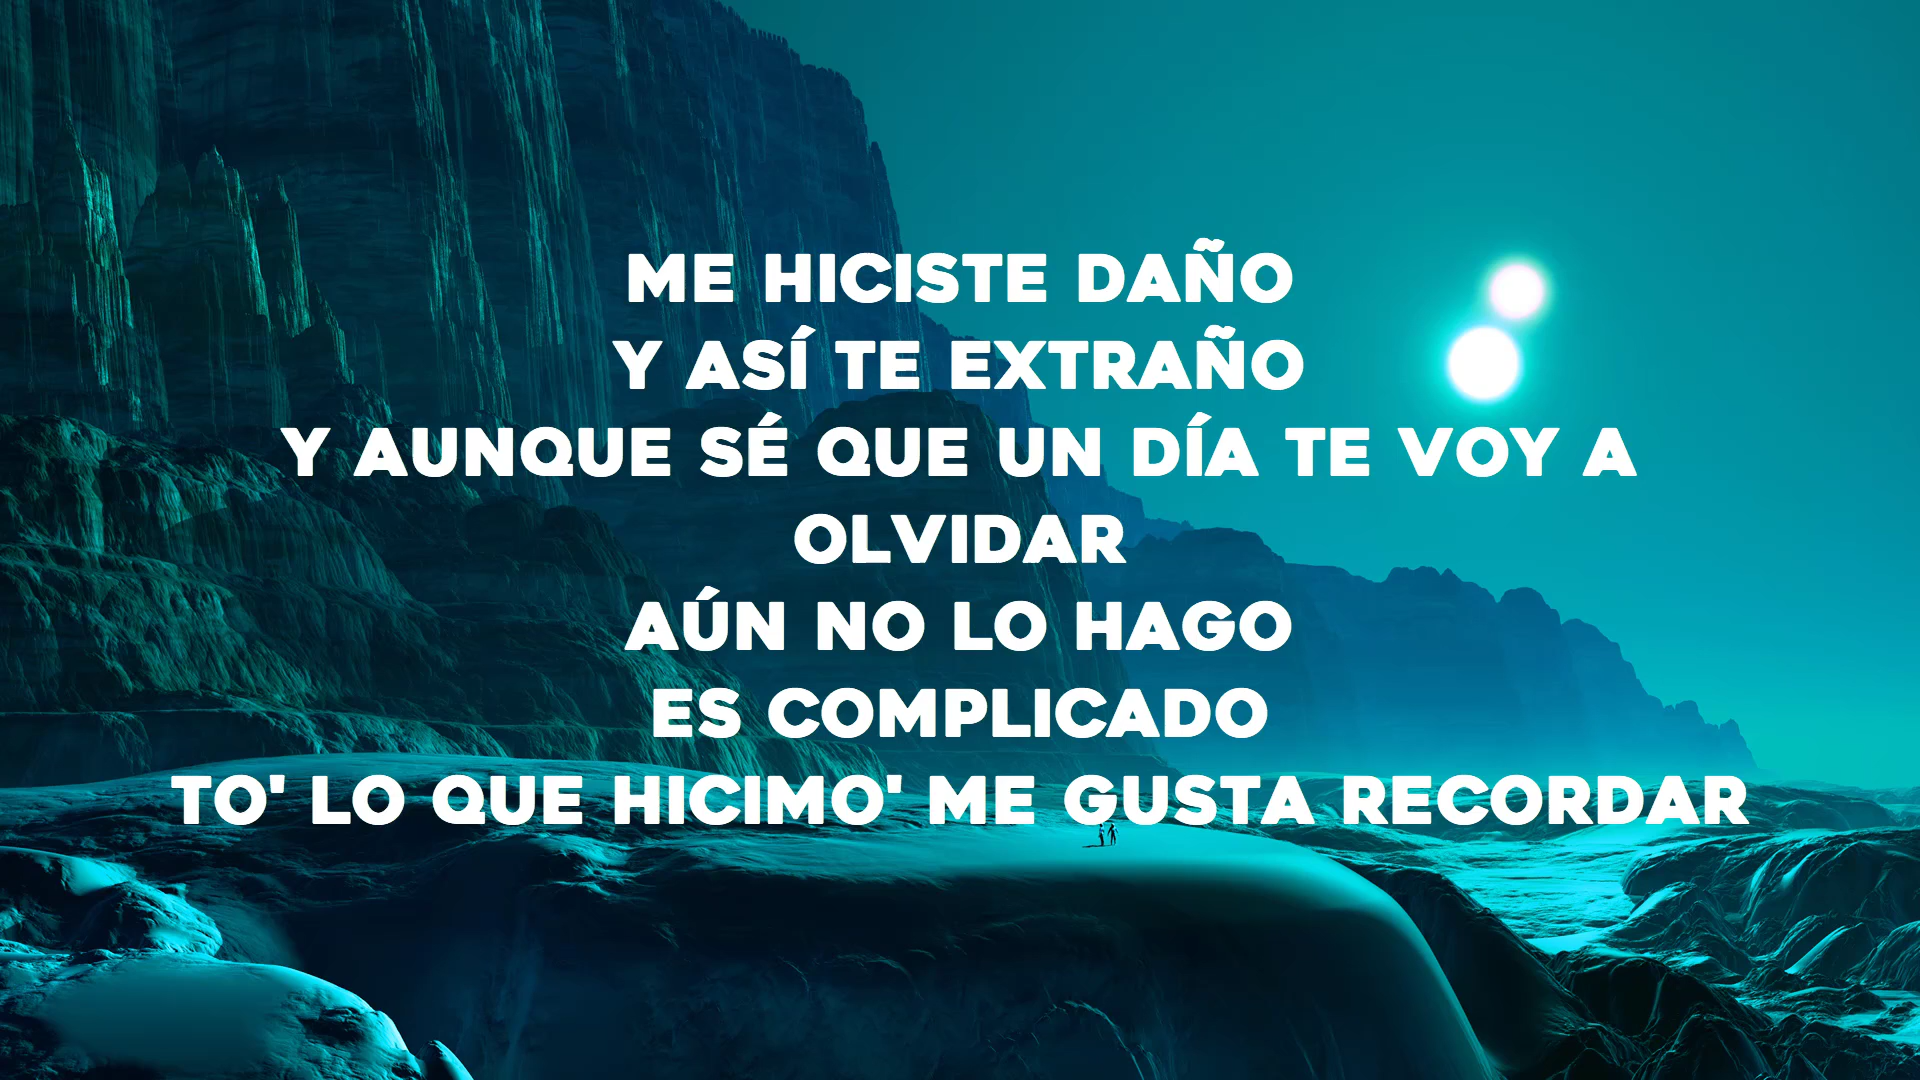 ME HICISTE DAÑO
Y ASÍ TE EXTRAÑO
Y AUNQUE SÉ QUE UN DÍA TE VOY A
OLVIDAR
AÚN NO LO HAGO
ES COMPLICADO
TO' LO QUE HICIMO' ME GUSTA RECORDAR